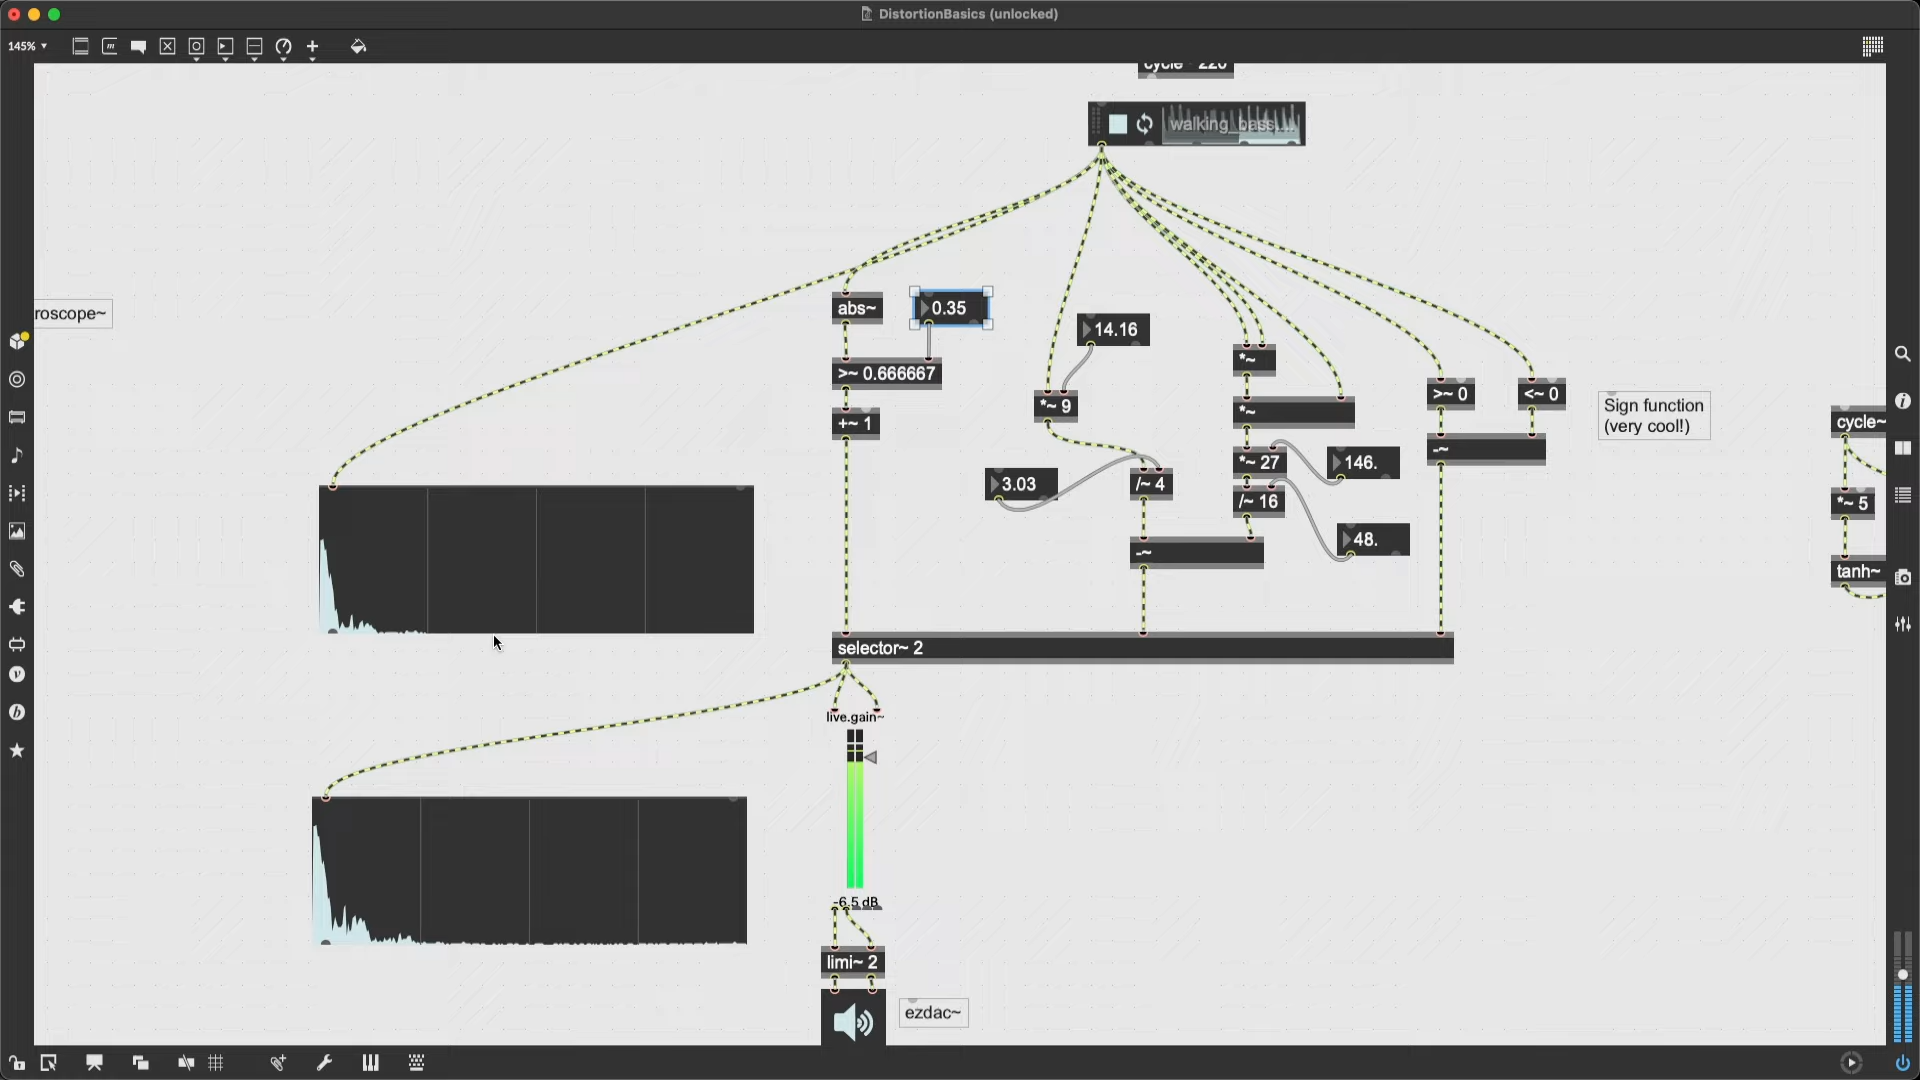 DistortionBasics (unlocked)
145%
cycle~ 220
walking_bass....
roscope~
abs~
0.35
14.16
>~ 0.666667
*~
>~ 0
<~ 0
*~ 9
*~
Sign function
(very cool!)
cycle~
+~ 1
-~
*~ 27
146.
3.03
/~ 4
/~ 16
*~ 5
48.
-~
tanh~
selector~ 2
live.gain~
-6.5 dB
limi~ 2
ezdac~